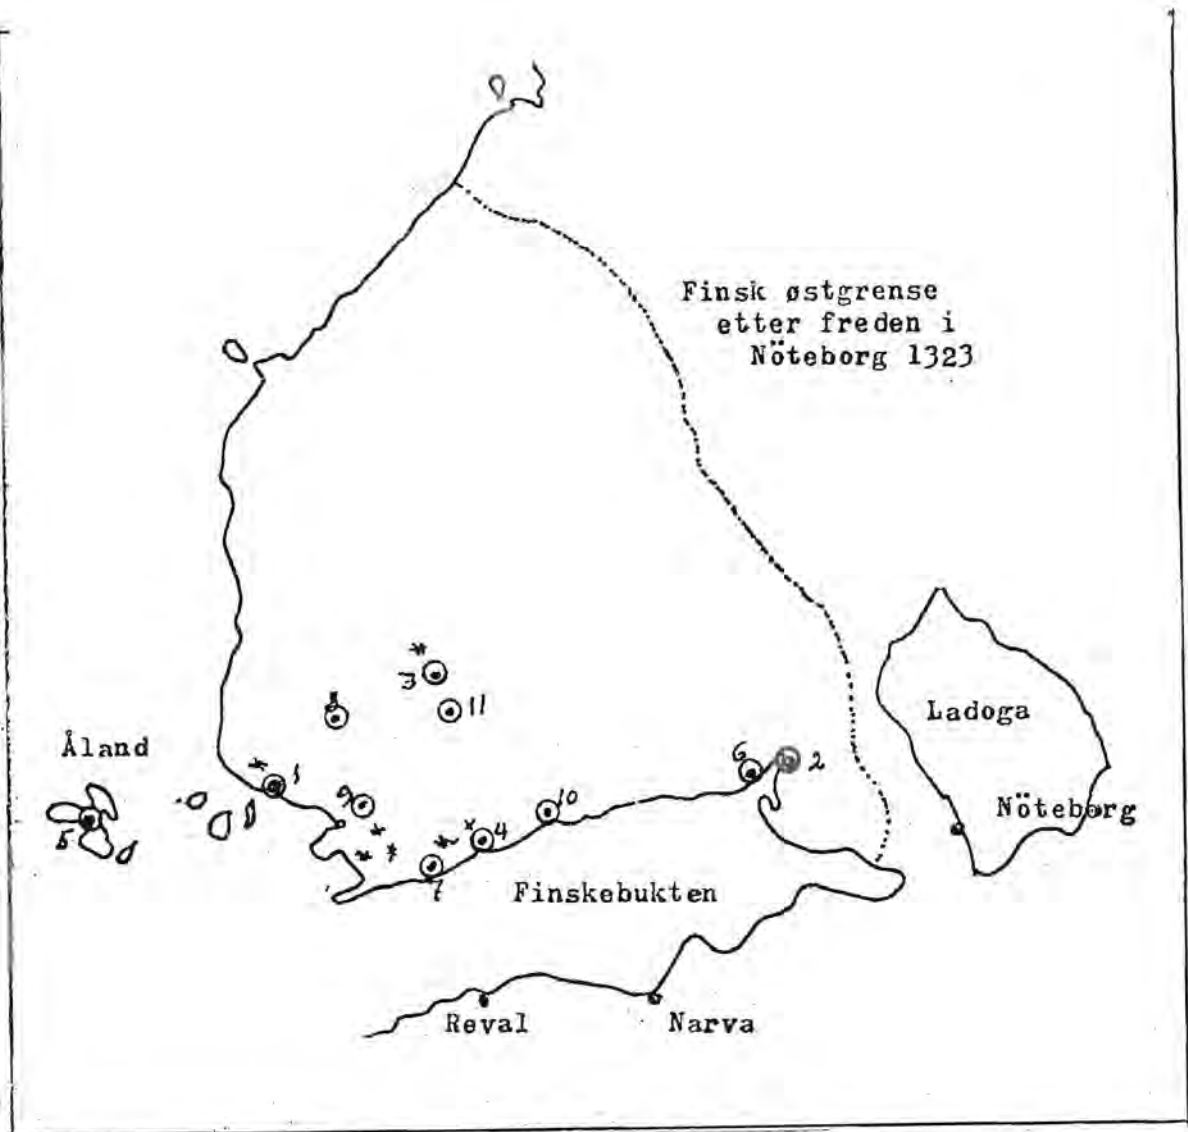 Finsk østgrense
etter freden i
Nöteborg 1323
*
3
11
8
Ladoga
Åland
6
2
* 1
9
10
Nöteborg
5
*
* 4
*
* *
7
Finskebukten
Reval
Narva